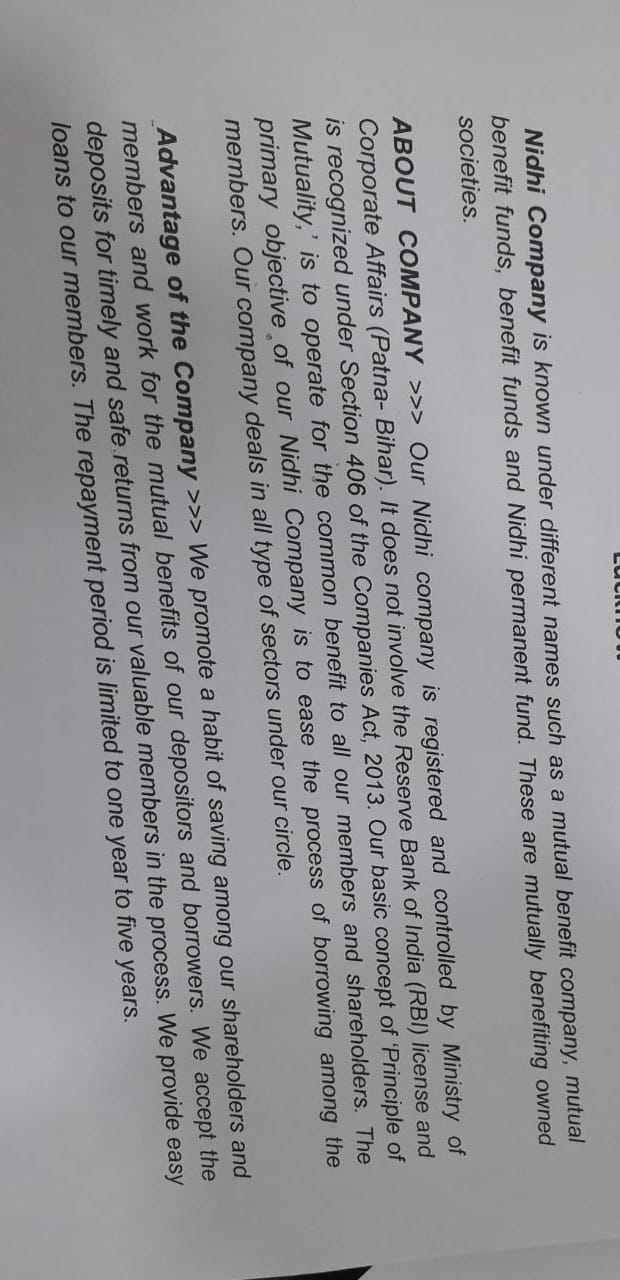 Nidhi Company is known under different names such as a mutual benefit company, mutual
benefit funds, benefit funds and Nidhi permanent fund. These are mutually benefiting owned
societies.
ABOUT COMPANY >>> Our Nidhi company is registered and controlled by Ministry of
Corporate Affairs (Patna- Bihar). It does not involve the Reserve Bank of India (RBI) license and
is recognized under Section 406 of the Companies Act, 2013. Our basic concept of 'Principle of
Mutuality,' is to operate for the common benefit to all our members and shareholders. The
primary objective of our Nidhi Company is to ease the process of borrowing among the
members. Our company deals in all type of sectors under our circle.
Advantage of the Company >>> We promote a habit of saving among our shareholders and
members and work for the mutual benefits of our depositors and borrowers. We accept the
deposits for timely and safe returns from our valuable members in the process. We provide easy
loans to our members. The repayment period is limited to one year to five years.